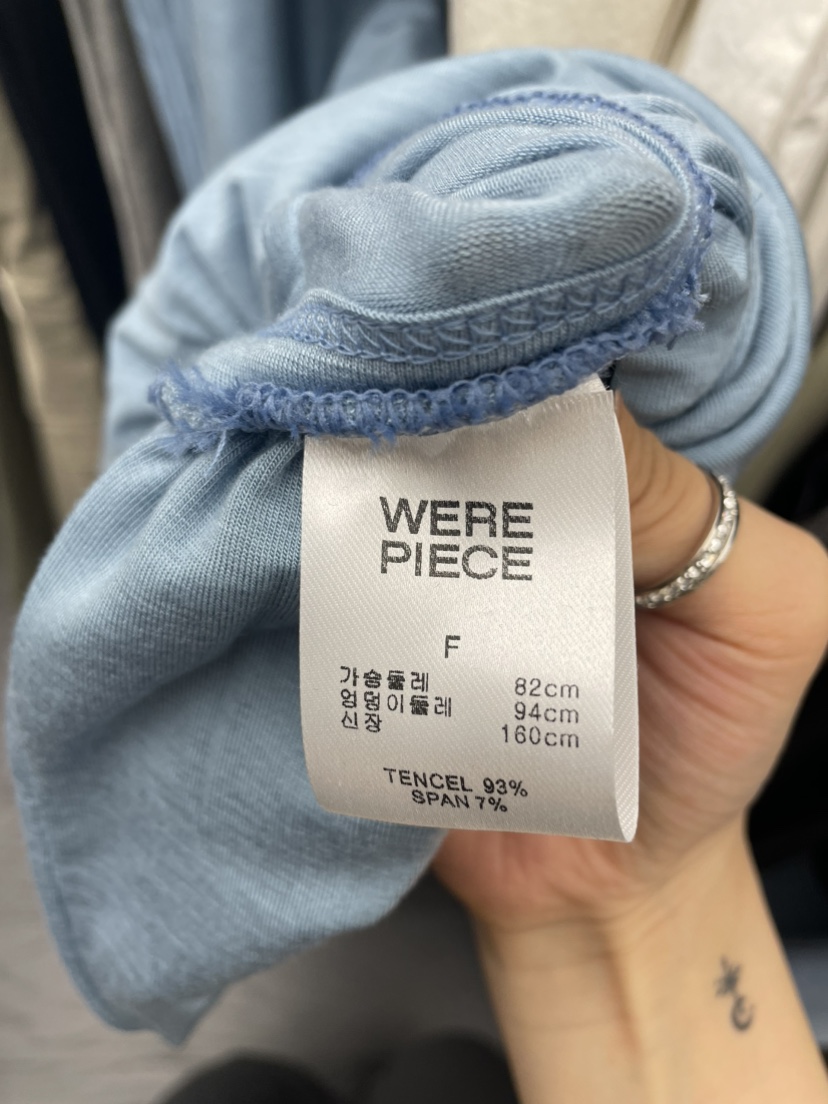 WERE
PIECE
F
가슴둘레 82cm
엉덩이둘레 94cm
신장 160cm
TENCEL 93%
SPAN 7%